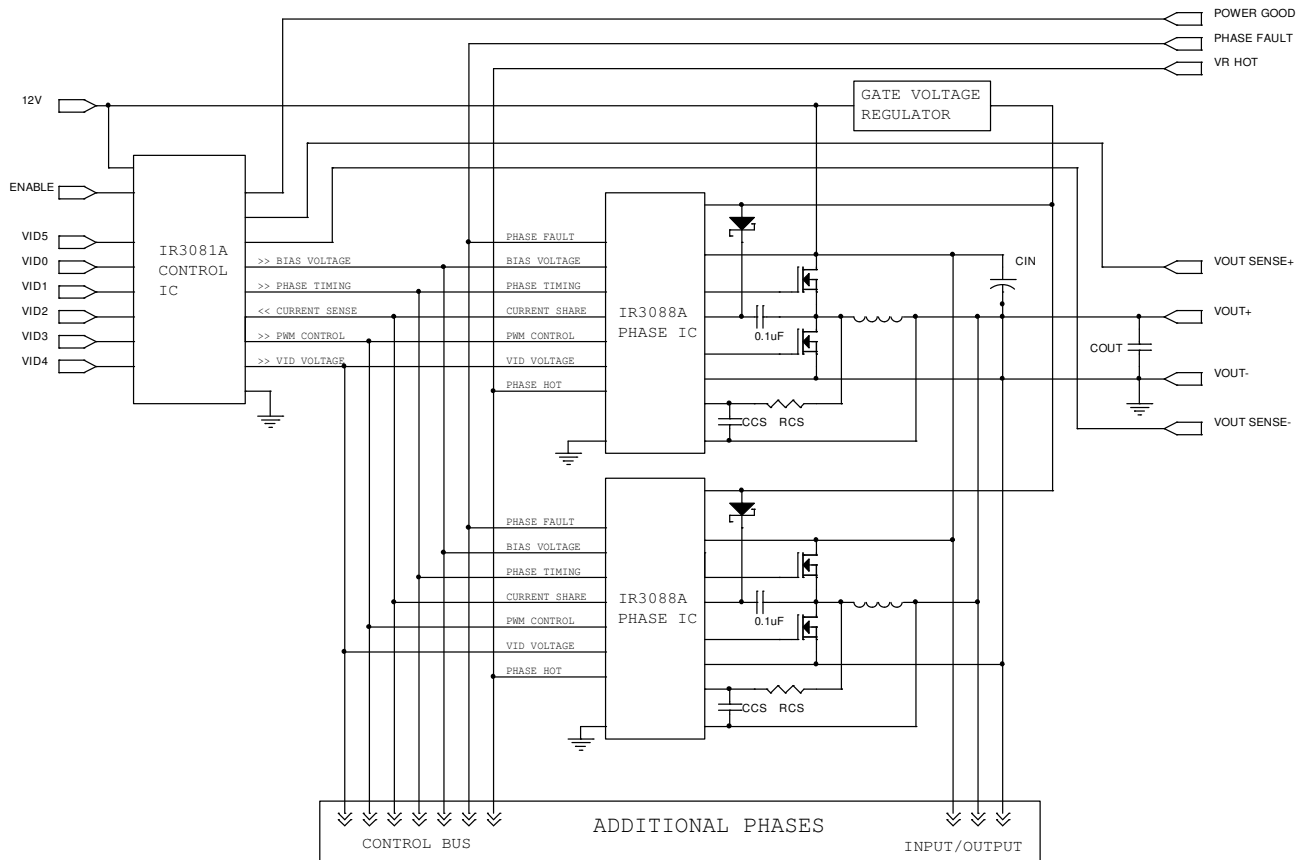 POWER GOOD
PHASE FAULT
VR HOT
12V
GATE VOLTAGE
REGULATOR
ENABLE
VID5
VID0
VID1
VID2
VID3
VID4
IR3081A
CONTROL
IC
>> BIAS VOLTAGE
>> PHASE TIMING
<< CURRENT SENSE
>> PWM CONTROL
>> VID VOLTAGE
PHASE FAULT
BIAS VOLTAGE
PHASE TIMING
CURRENT SHARE
PWM CONTROL
VID VOLTAGE
PHASE HOT
IR3088A
PHASE IC
0.1uF
CCS
RCS
CIN
COUT
VOUT SENSE+
VOUT+
VOUT-
VOUT SENSE-
PHASE FAULT
BIAS VOLTAGE
PHASE TIMING
CURRENT SHARE
PWM CONTROL
VID VOLTAGE
PHASE HOT
IR3088A
PHASE IC
0.1uF
CCS
RCS
ADDITIONAL PHASES
CONTROL BUS
INPUT/OUTPUT